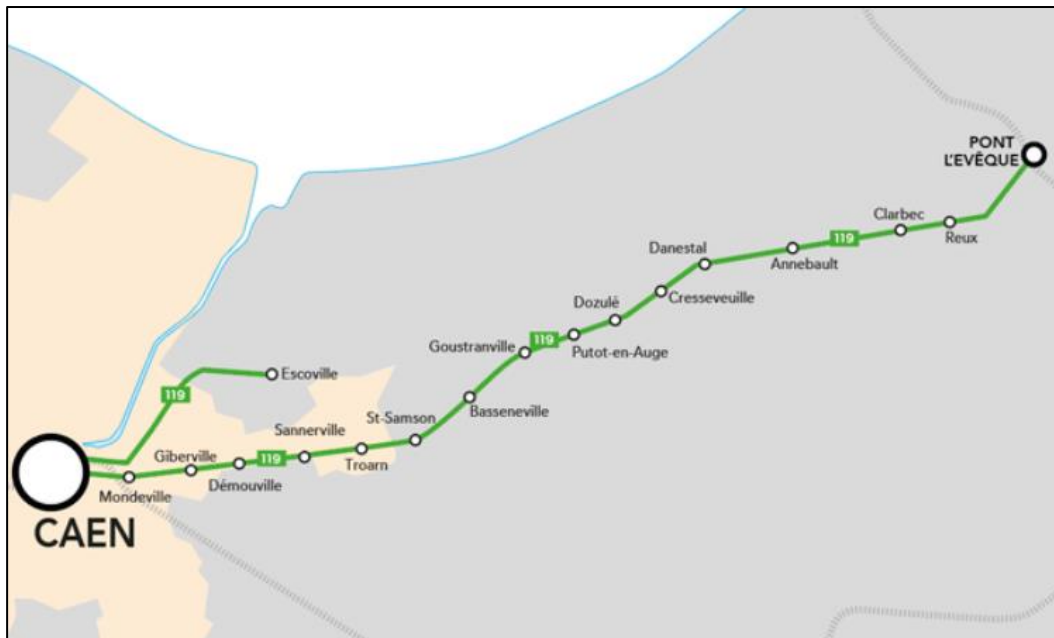 PONT
L'EVÊQUE
Clarbec
119
Reux
Danestal
Annebault
Cresseveuille
Dozulé
119
Goustranville
Putot-en-Auge
Escoville
119
Basseneville
St-Samson
Sannerville
Troarn
Giberville
119
Démouville
Mondeville
CAEN